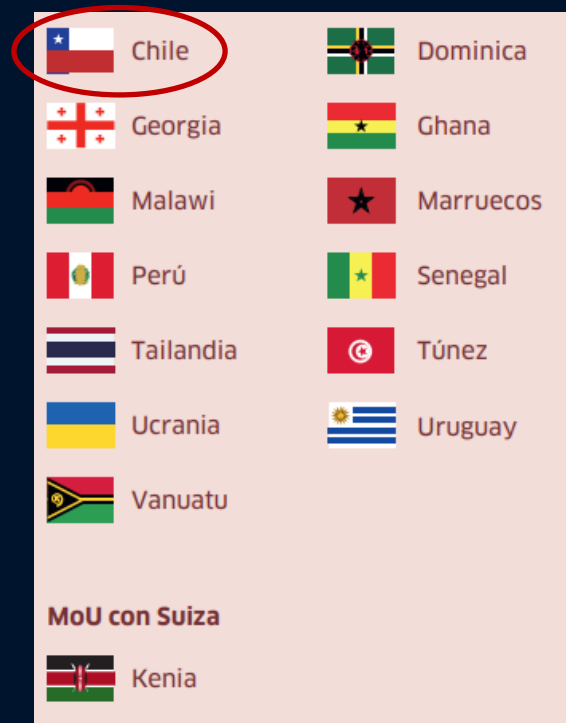 Chile Dominica
Georgia Ghana
Malawi Marruecos
Perú Senegal
Tailandia Túnez
Ucrania Uruguay
Vanuatu
MoU con Suiza
Kenia